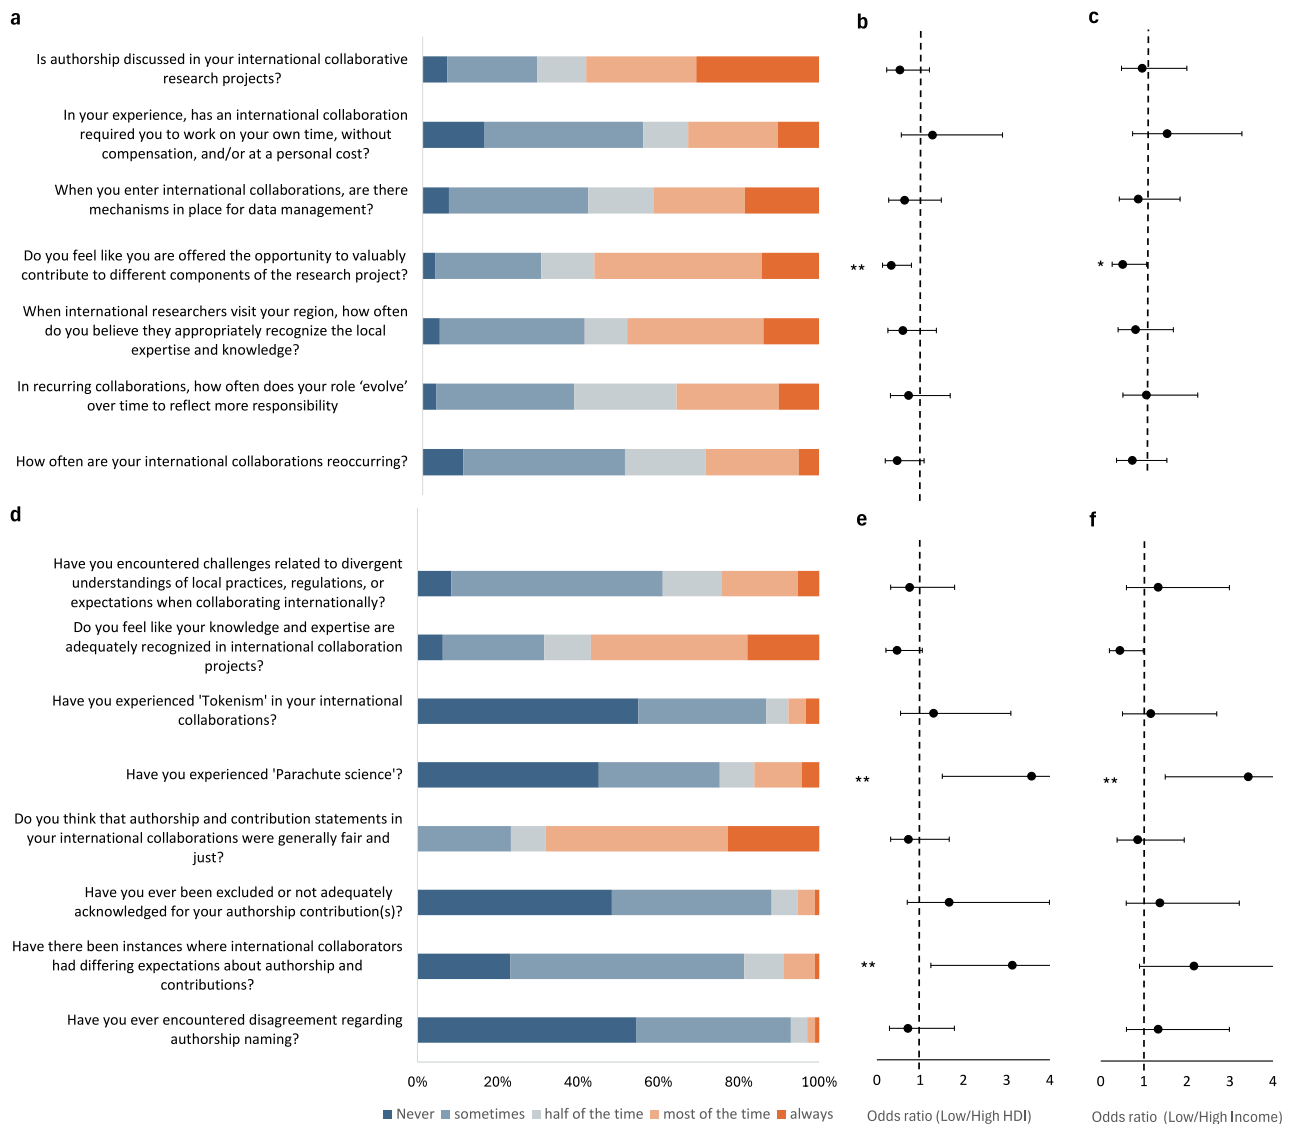 a
b
c
Is authorship discussed in your international collaborative
research projects?
In your experience, has an international collaboration
required you to work on your own time, without
compensation, and/or at a personal cost?
When you enter international collaborations, are there
mechanisms in place for data management?
Do you feel like you are offered the opportunity to valuably
contribute to different components of the research project?
**
*
When international researchers visit your region, how often
do you believe they appropriately recognize the local
expertise and knowledge?
In recurring collaborations, how often does your role ‘evolve’
over time to reflect more responsibility
How often are your international collaborations reoccurring?
d
e
f
Have you encountered challenges related to divergent
understandings of local practices, regulations, or
expectations when collaborating internationally?
Do you feel like your knowledge and expertise are
adequately recognized in international collaboration
projects?
Have you experienced 'Tokenism' in your international
collaborations?
Have you experienced 'Parachute science'?
**
**
Do you think that authorship and contribution statements in
your international collaborations were generally fair and
just?
Have you ever been excluded or not adequately
acknowledged for your authorship contribution(s)?
Have there been instances where international collaborators
had differing expectations about authorship and
contributions?
**
Have you ever encountered disagreement regarding
authorship naming?
0% 20% 40% 60% 80% 100%
0 1 2 3 4
0 1 2 3 4
Never sometimes half of the time most of the time always
Odds ratio (Low/High HDI)
Odds ratio (Low/High Income)